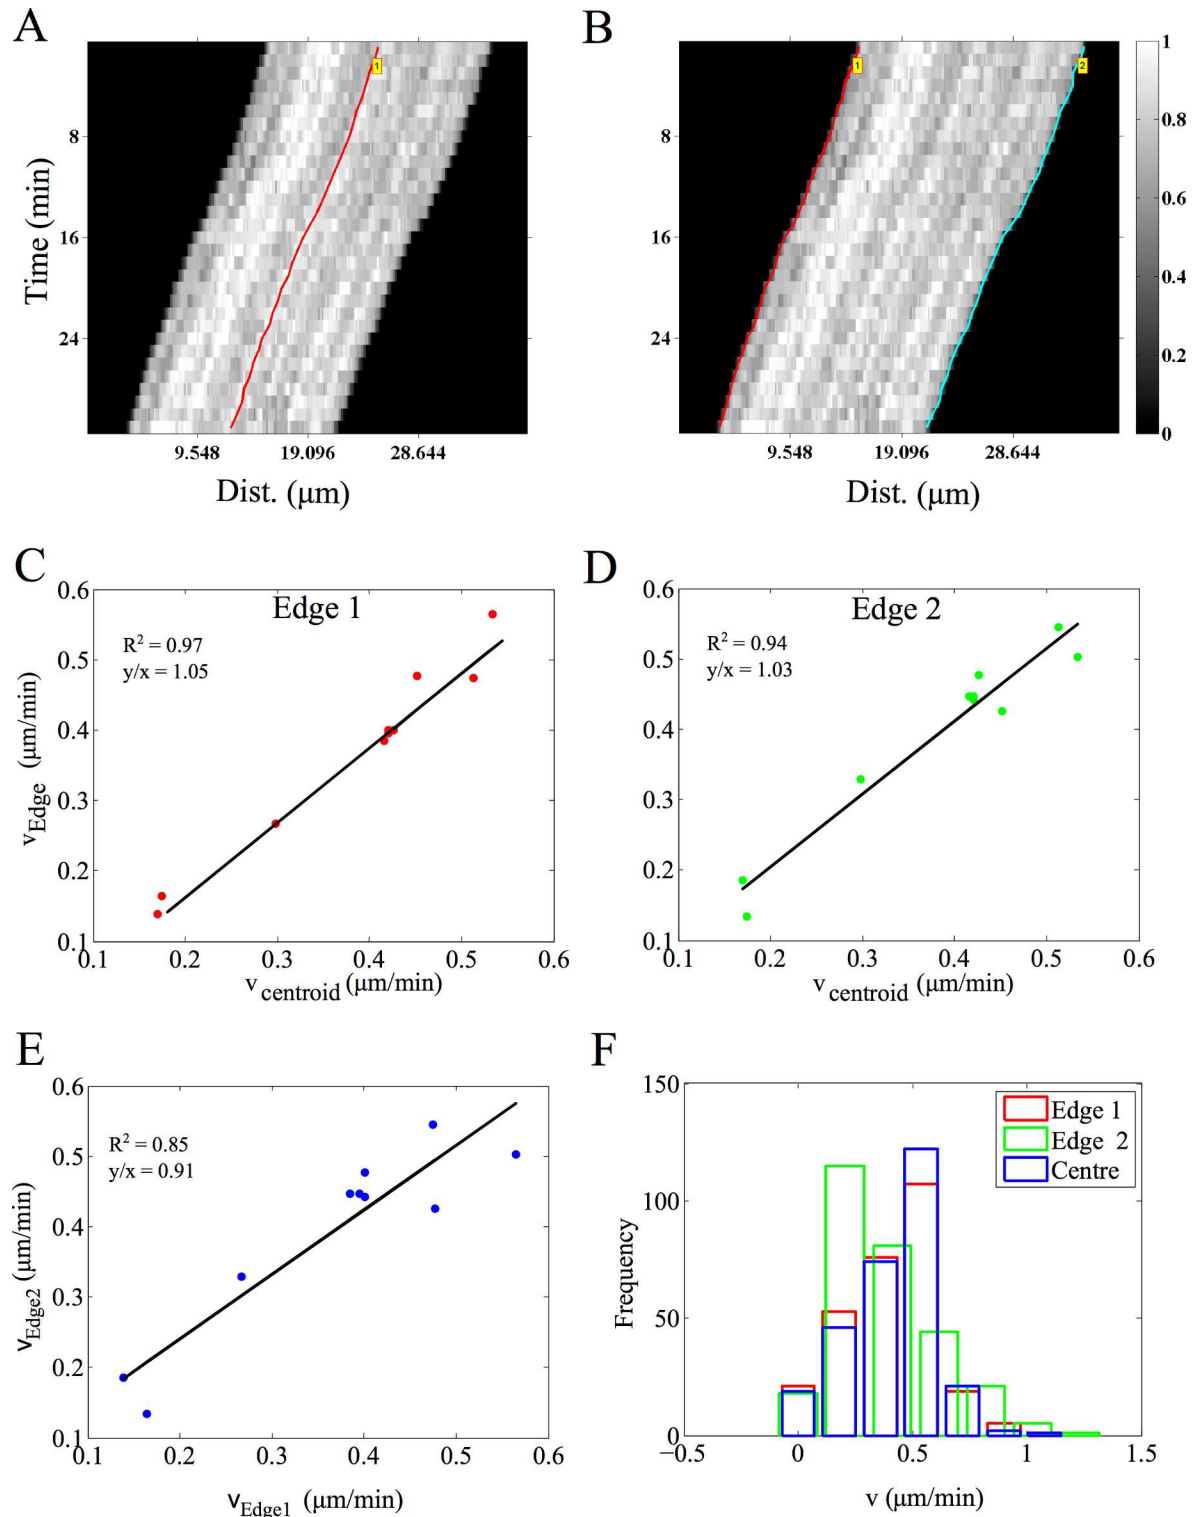 A
B
1
1
2
8
16
24
Time (min)
9.548
19.096
28.644
Dist. (μm)
8
16
24
9.548
19.096
28.644
Dist. (μm)
1
0.8
0.6
0.4
0.2
0
C
Edge 1
R² = 0.97
y/x = 1.05
0.6
0.5
0.4
0.3
0.2
0.1
vEdge (μm/min)
0.1
0.2
0.3
0.4
0.5
0.6
vcentroid (μm/min)
D
Edge 2
R² = 0.94
y/x = 1.03
0.6
0.5
0.4
0.3
0.2
0.1
0.1
0.2
0.3
0.4
0.5
0.6
vcentroid (μm/min)
E
R² = 0.85
y/x = 0.91
0.6
0.5
0.4
0.3
0.2
0.1
vEdge2 (μm/min)
0.1
0.2
0.3
0.4
0.5
0.6
vEdge1 (μm/min)
F
Edge 1
Edge 2
Centre
150
100
50
0
Frequency
−0.5
0
0.5
1
1.5
v (μm/min)